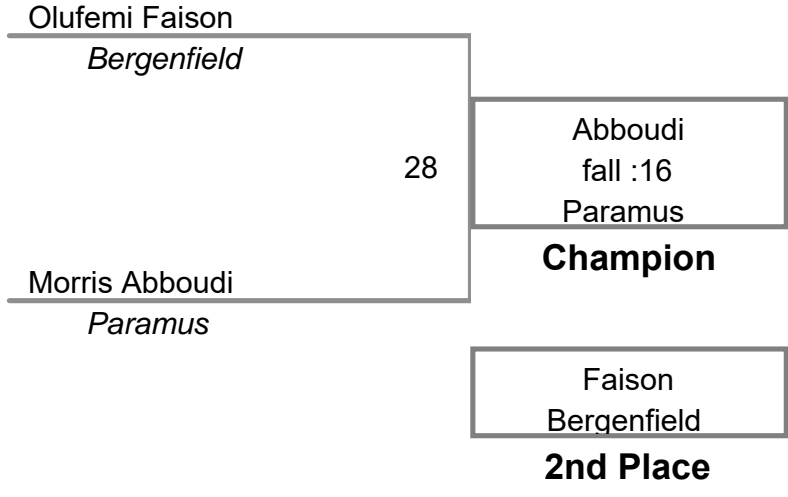 Olufemi Faison
Bergenfield
28
Abboudi
fall :16
Paramus
Champion
Morris Abboudi
Paramus
Faison
Bergenfield
2nd Place